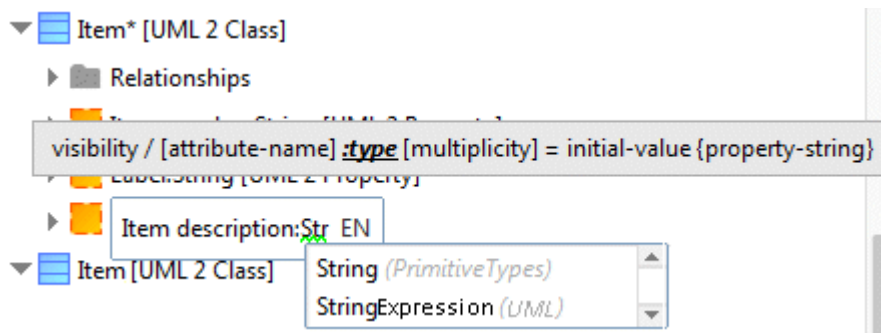 Item* [UML 2 Class]
Relationships
visibility / [attribute-name] :type [multiplicity] = initial-value {property-string}
Label:String [UML 2 Property]
Item description:Str EN
Item [UML 2 Class]
String (PrimitiveTypes)
StringExpression (UML)